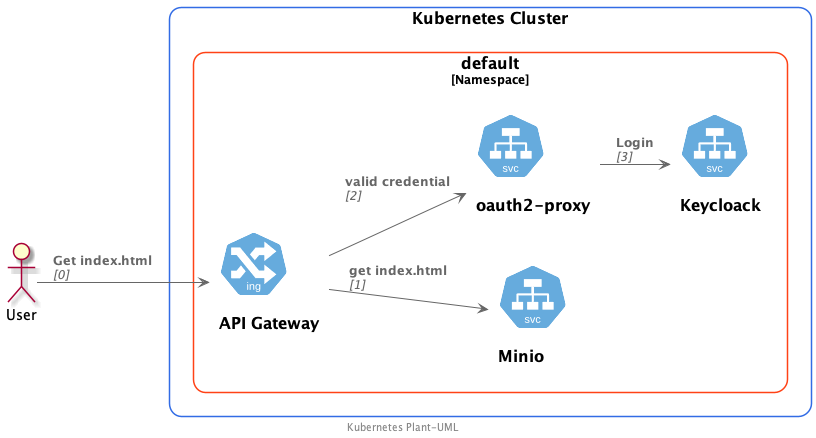 Kubernetes Cluster
default
[Namespace]
svc
oauth2-proxy
Login
[3]
svc
Keycloack
valid credential
[2]
Get index.html
[0]
User
ing
API Gateway
get index.html
[1]
svc
Minio
Kubernetes Plant-UML